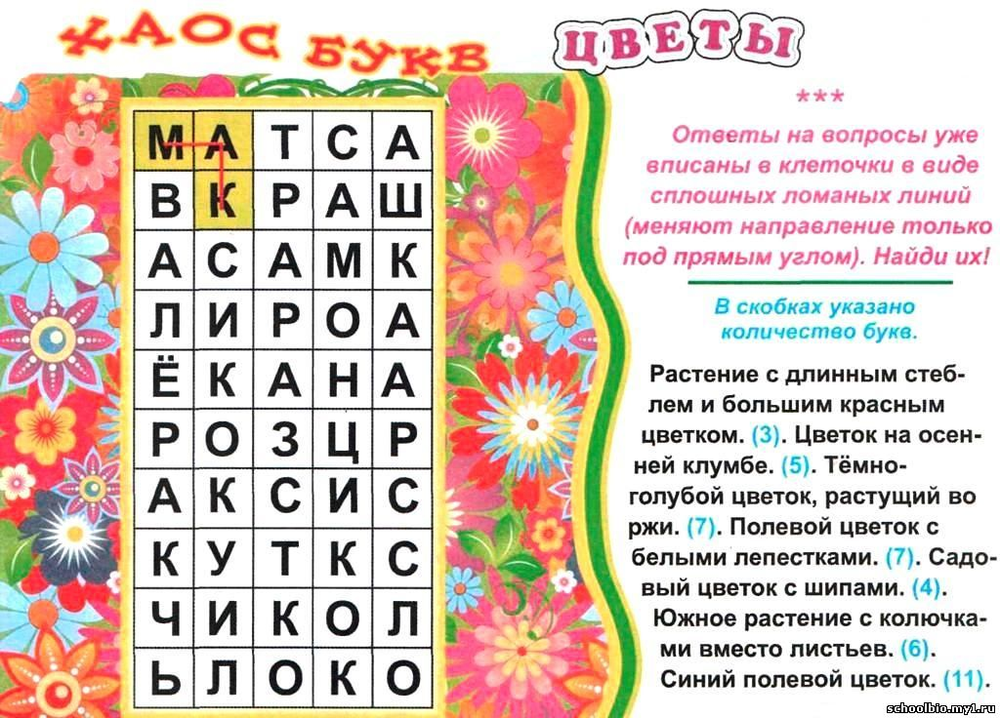 ХАОС БУКВ
ЦВЕТЫ
М А Т С А
В К Р А Ш
А С А М К
Л И Р О А
Ё К А Н А
Р О З Ц Р
А К С И С
К У Т К С
Ч И К О Л
Ь Л О К О
***
Ответы на вопросы уже
вписаны в клеточки в виде
сплошных ломаных линий
(меняют направление только
под прямым углом). Найди их!
В скобках указано
количество букв.
Растение с длинным стеб-
лем и большим красным
цветком. (3). Цветок на осен-
ней клумбе. (5). Тёмно-
голубой цветок, растущий во
ржи. (7). Полевой цветок с
белыми лепестками. (7). Садо-
вый цветок с шипами. (4).
Южное растение с колючка-
ми вместо листьев. (6).
Синий полевой цветок. (11).
schoolbio.my1.ru